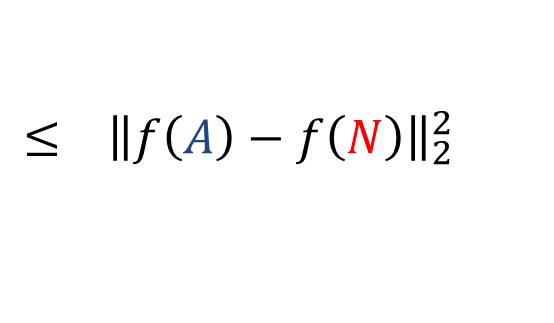 ≤ ‖f(A) − f(N)‖₂²